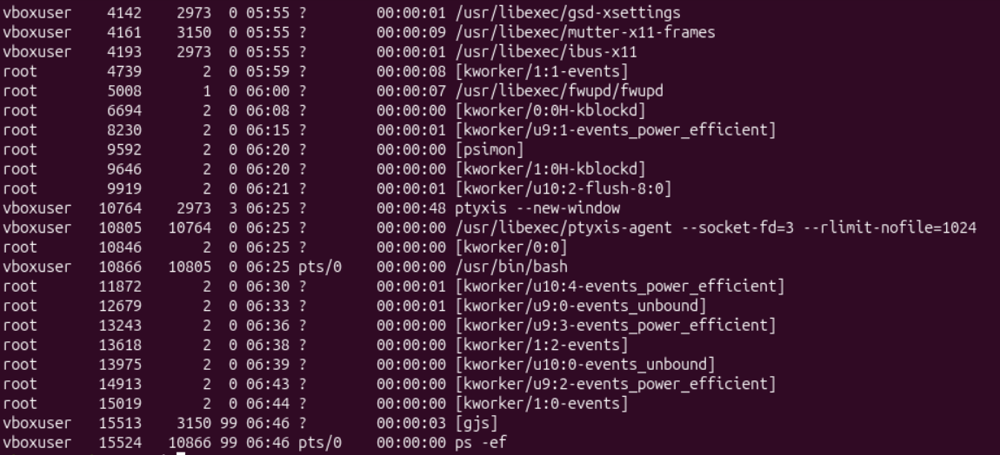 vboxuser    4142    2973  0 05:55 ?        00:00:01 /usr/libexec/gsd-xsettings
vboxuser    4161    3150  0 05:55 ?        00:00:09 /usr/libexec/mutter-x11-frames
vboxuser    4193    2973  0 05:55 ?        00:00:01 /usr/libexec/ibus-x11
root        4739       2  0 05:59 ?        00:00:08 [kworker/1:1-events]
root        5008       1  0 06:00 ?        00:00:07 /usr/libexec/fwupd/fwupd
root        6694       2  0 06:08 ?        00:00:00 [kworker/0:0H-kblockd]
root        8230       2  0 06:15 ?        00:00:01 [kworker/u9:1-events_power_efficient]
root        9592       2  0 06:20 ?        00:00:00 [psimon]
root        9646       2  0 06:20 ?        00:00:00 [kworker/1:0H-kblockd]
root        9919       2  0 06:21 ?        00:00:01 [kworker/u10:2-flush-8:0]
vboxuser   10764    2973  3 06:25 ?        00:00:48 ptyxis --new-window
vboxuser   10805   10764  0 06:25 ?        00:00:00 /usr/libexec/ptyxis-agent --socket-fd=3 --rlimit-nofile=1024
root       10846       2  0 06:25 ?        00:00:00 [kworker/0:0]
vboxuser   10866   10805  0 06:25 pts/0    00:00:00 /usr/bin/bash
root       11872       2  0 06:30 ?        00:00:01 [kworker/u10:4-events_power_efficient]
root       12679       2  0 06:33 ?        00:00:01 [kworker/u9:0-events_unbound]
root       13243       2  0 06:36 ?        00:00:00 [kworker/u9:3-events_power_efficient]
root       13618       2  0 06:38 ?        00:00:00 [kworker/1:2-events]
root       13975       2  0 06:39 ?        00:00:00 [kworker/u10:0-events_unbound]
root       14913       2  0 06:43 ?        00:00:00 [kworker/u9:2-events_power_efficient]
root       15019       2  0 06:44 ?        00:00:00 [kworker/1:0-events]
vboxuser   15513    3150 99 06:46 ?        00:00:03 [gjs]
vboxuser   15524   10866 99 06:46 pts/0    00:00:00 ps -ef